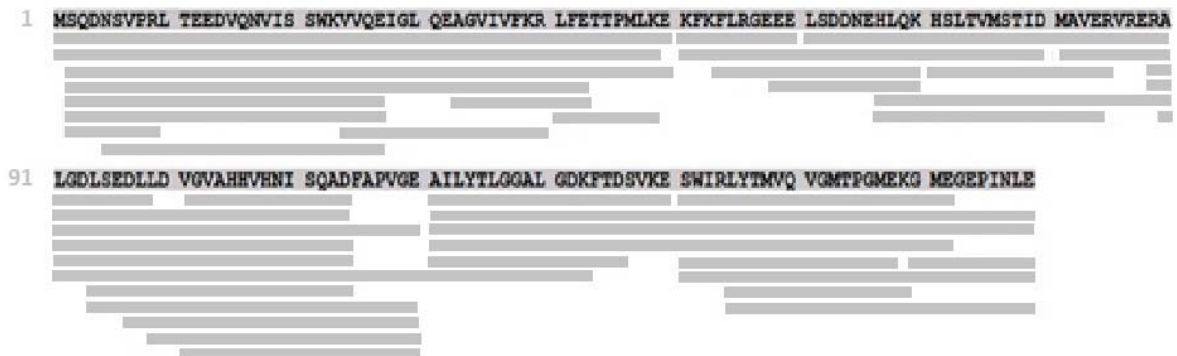 1 MSQDNSVPRL TEEDVQNVIS SWKVVQEIGL QEAGVIVFKR LFETTPMLKE KFKFLRGEEE LSDDNEHLQK HSLTVMSTID MAVERVRERA
91 LGDLSEDLLD VGVAHHVHNI SQADFAPVGE AILYTLGGAL GDKFTDSVKE SWIRLYTMVQ VGMTPGMEKG MEGEPINLE